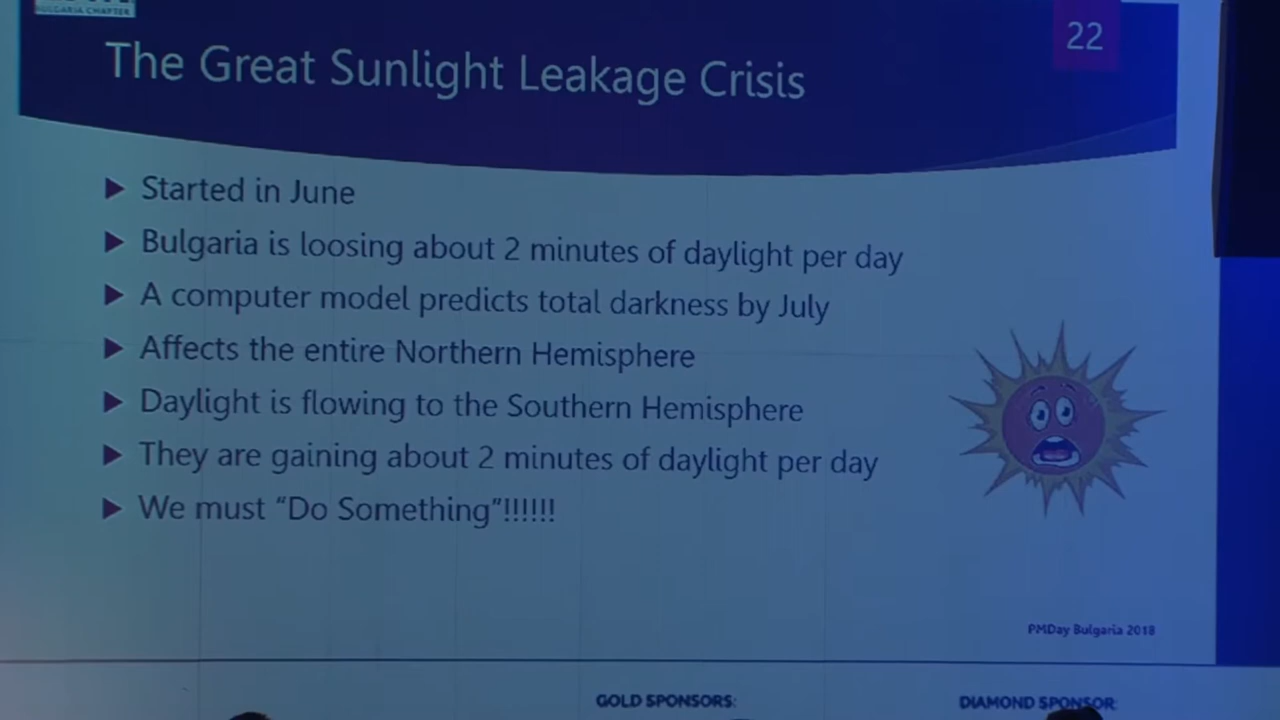 BULGARIA CHAPTER
22
The Great Sunlight Leakage Crisis
Started in June
Bulgaria is loosing about 2 minutes of daylight per day
A computer model predicts total darkness by July
Affects the entire Northern Hemisphere
Daylight is flowing to the Southern Hemisphere
They are gaining about 2 minutes of daylight per day
We must “Do Something”!!!!!!
PMDay Bulgaria 2018
GOLD SPONSORS:
DIAMOND SPONSOR: